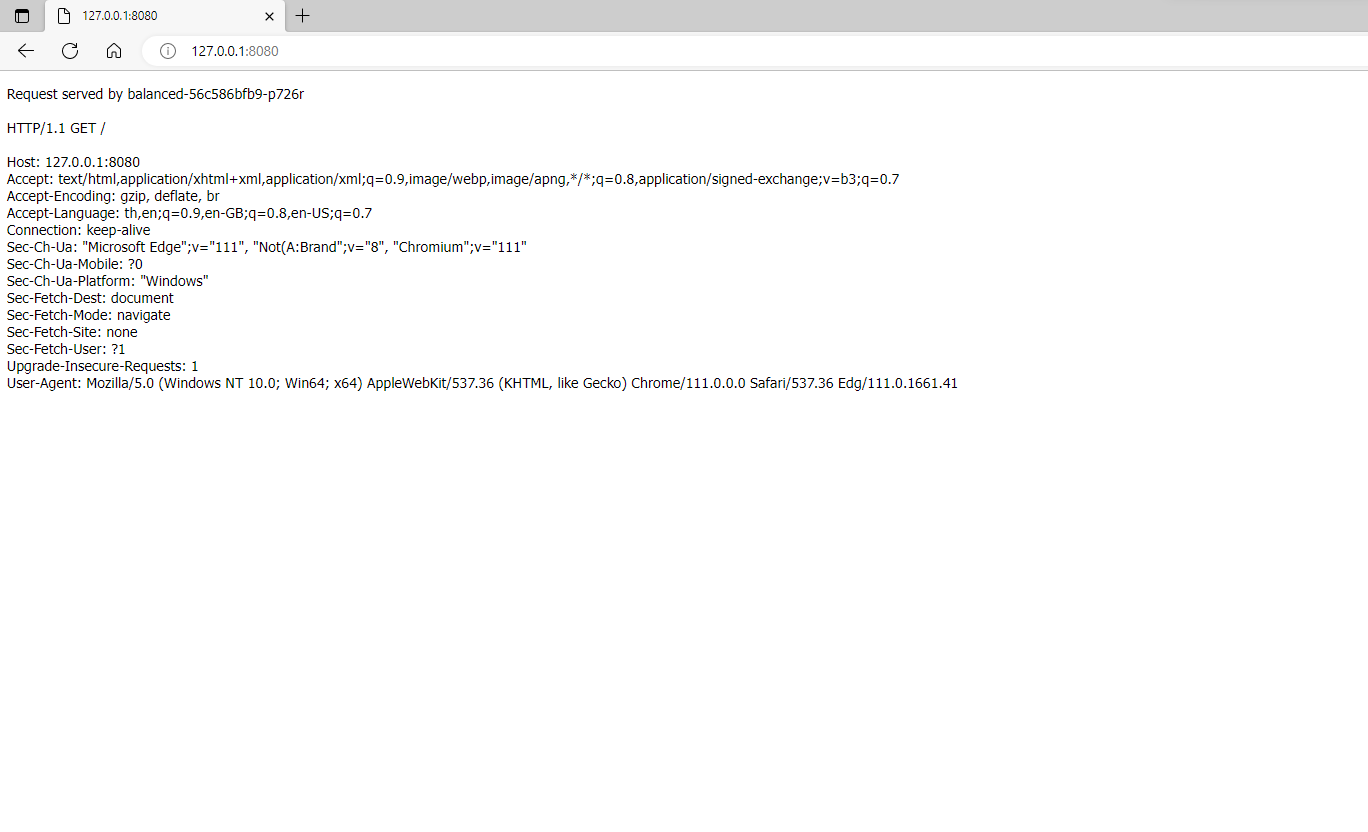 127.0.0.1:8080
127.0.0.1:8080
Request served by balanced-56c586bfb9-p726r
HTTP/1.1 GET /
Host: 127.0.0.1:8080
Accept: text/html,application/xhtml+xml,application/xml;q=0.9,image/webp,image/apng,*/*;q=0.8,application/signed-exchange;v=b3;q=0.7
Accept-Encoding: gzip, deflate, br
Accept-Language: th,en;q=0.9,en-GB;q=0.8,en-US;q=0.7
Connection: keep-alive
Sec-Ch-Ua: "Microsoft Edge";v="111", "Not(A:Brand";v="8", "Chromium";v="111"
Sec-Ch-Ua-Mobile: ?0
Sec-Ch-Ua-Platform: "Windows"
Sec-Fetch-Dest: document
Sec-Fetch-Mode: navigate
Sec-Fetch-Site: none
Sec-Fetch-User: ?1
Upgrade-Insecure-Requests: 1
User-Agent: Mozilla/5.0 (Windows NT 10.0; Win64; x64) AppleWebKit/537.36 (KHTML, like Gecko) Chrome/111.0.0.0 Safari/537.36 Edg/111.0.1661.41